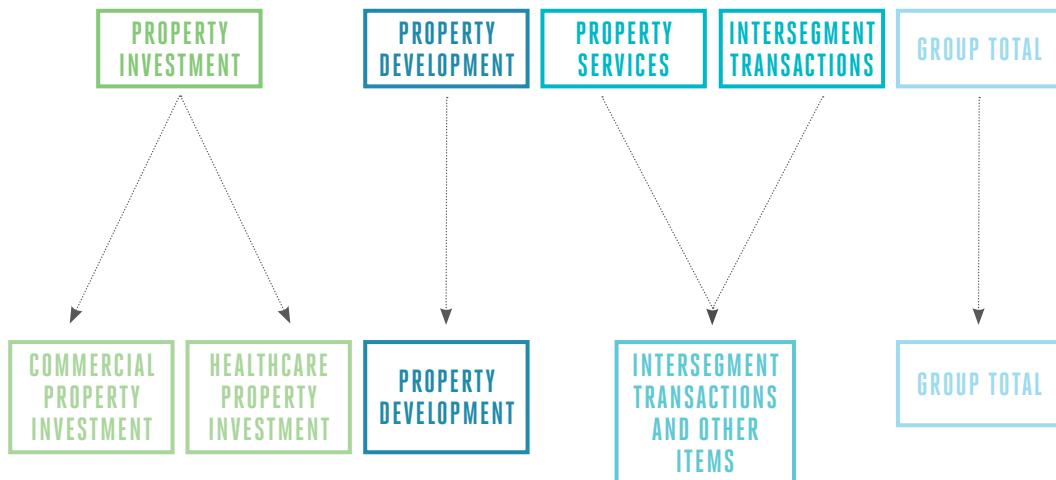 PROPERTY
INVESTMENT
PROPERTY
DEVELOPMENT
PROPERTY
SERVICES
INTERSEGMENT
TRANSACTIONS
GROUP TOTAL
COMMERCIAL
PROPERTY
INVESTMENT
HEALTHCARE
PROPERTY
INVESTMENT
PROPERTY
DEVELOPMENT
INTERSEGMENT
TRANSACTIONS
AND OTHER
ITEMS
GROUP TOTAL